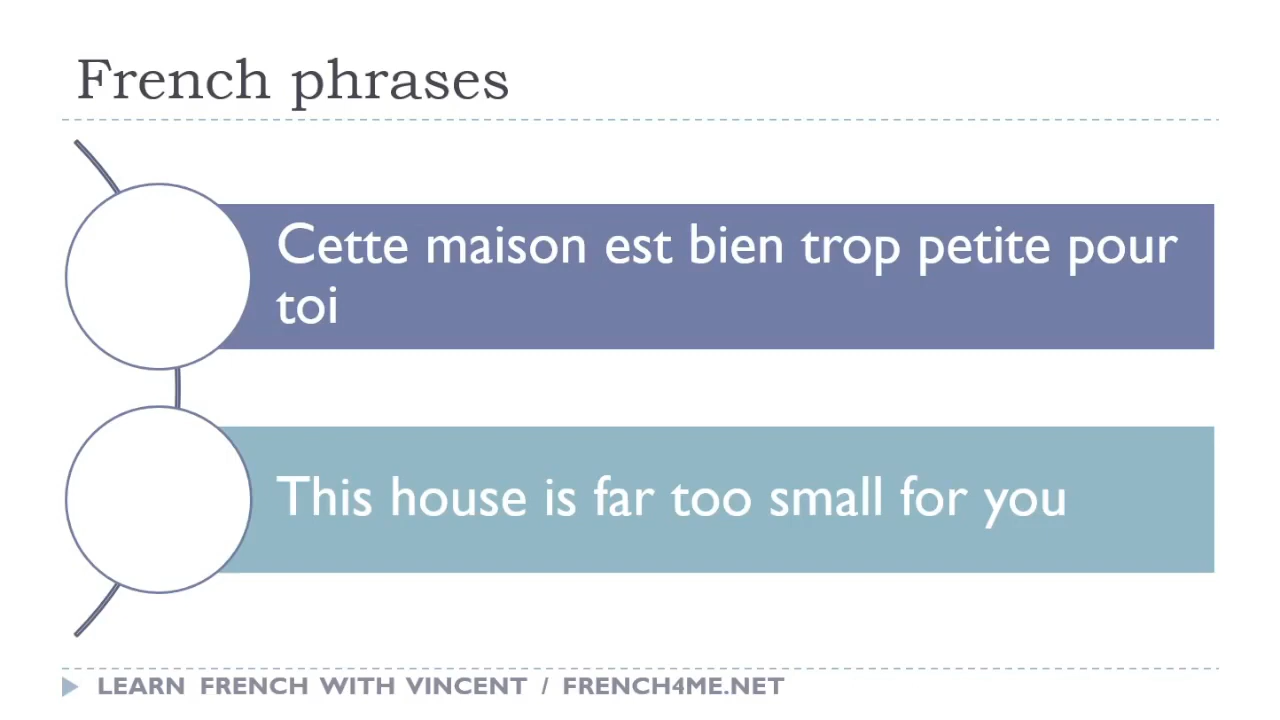 French phrases
Cette maison est bien trop petite pour
toi
This house is far too small for you
LEARN FRENCH WITH VINCENT / FRENCH4ME.NET